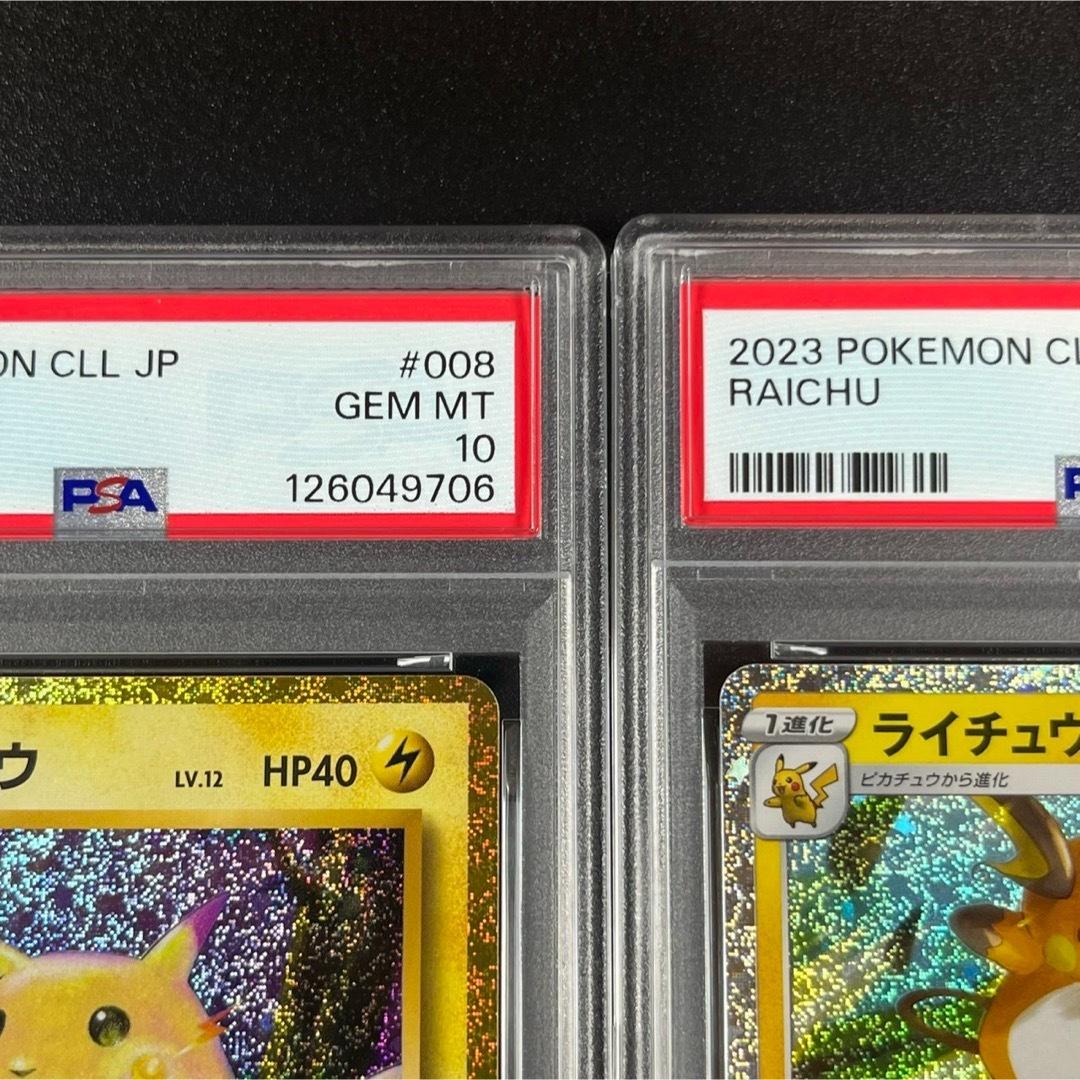 ON CLL JP #008
GEM MT
10
126049706
PSA
2023 POKEMON CL
RAICHU
ウ LV.12 HP40
1進化
ライチュウ
ピカチュウから進化